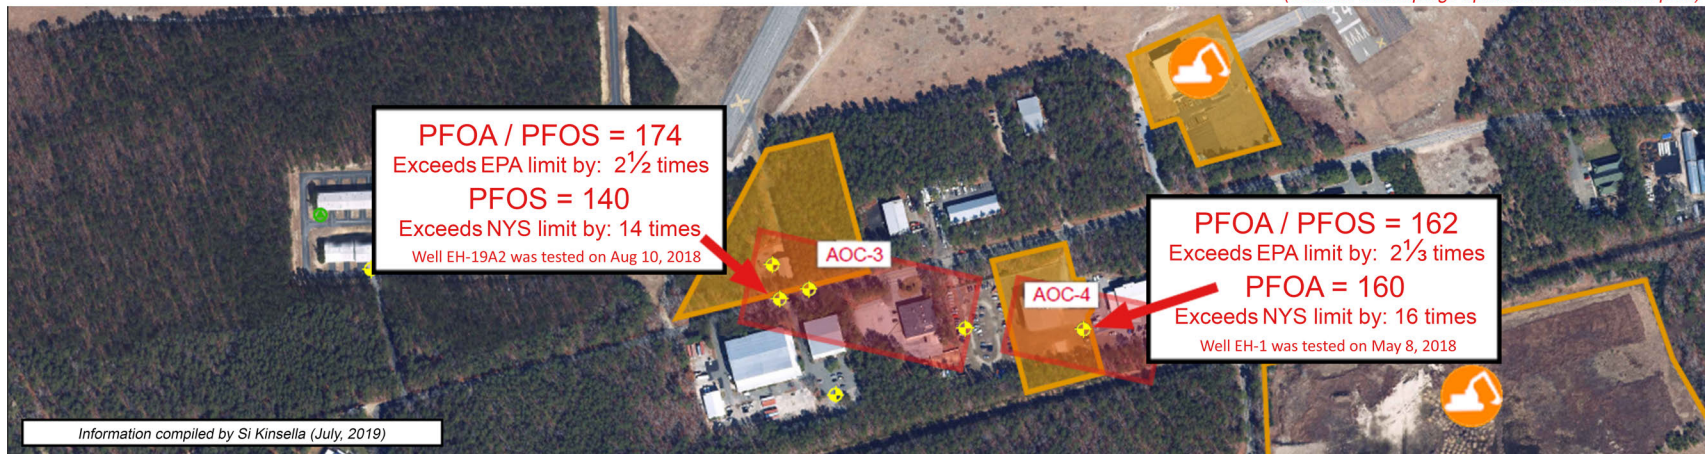 PFOA / PFOS = 174
Exceeds EPA limit by: 2½ times
PFOS = 140
Exceeds NYS limit by: 14 times
Well EH-19A2 was tested on Aug 10, 2018
AOC-3
AOC-4
PFOA / PFOS = 162
Exceeds EPA limit by: 2⅓ times
PFOA = 160
Exceeds NYS limit by: 16 times
Well EH-1 was tested on May 8, 2018
Information compiled by Si Kinsella (July, 2019)